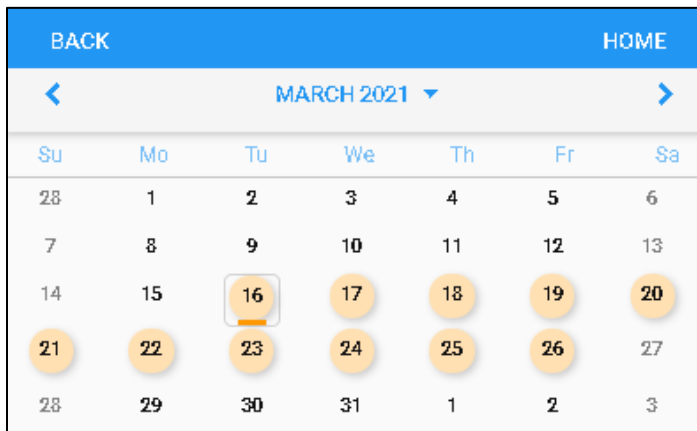 BACK HOME
MARCH 2021
Su Mo Tu We Th Fr Sa
28 1 2 3 4 5 6
7 8 9 10 11 12 13
14 15 16 17 18 19 20
21 22 23 24 25 26 27
28 29 30 31 1 2 3